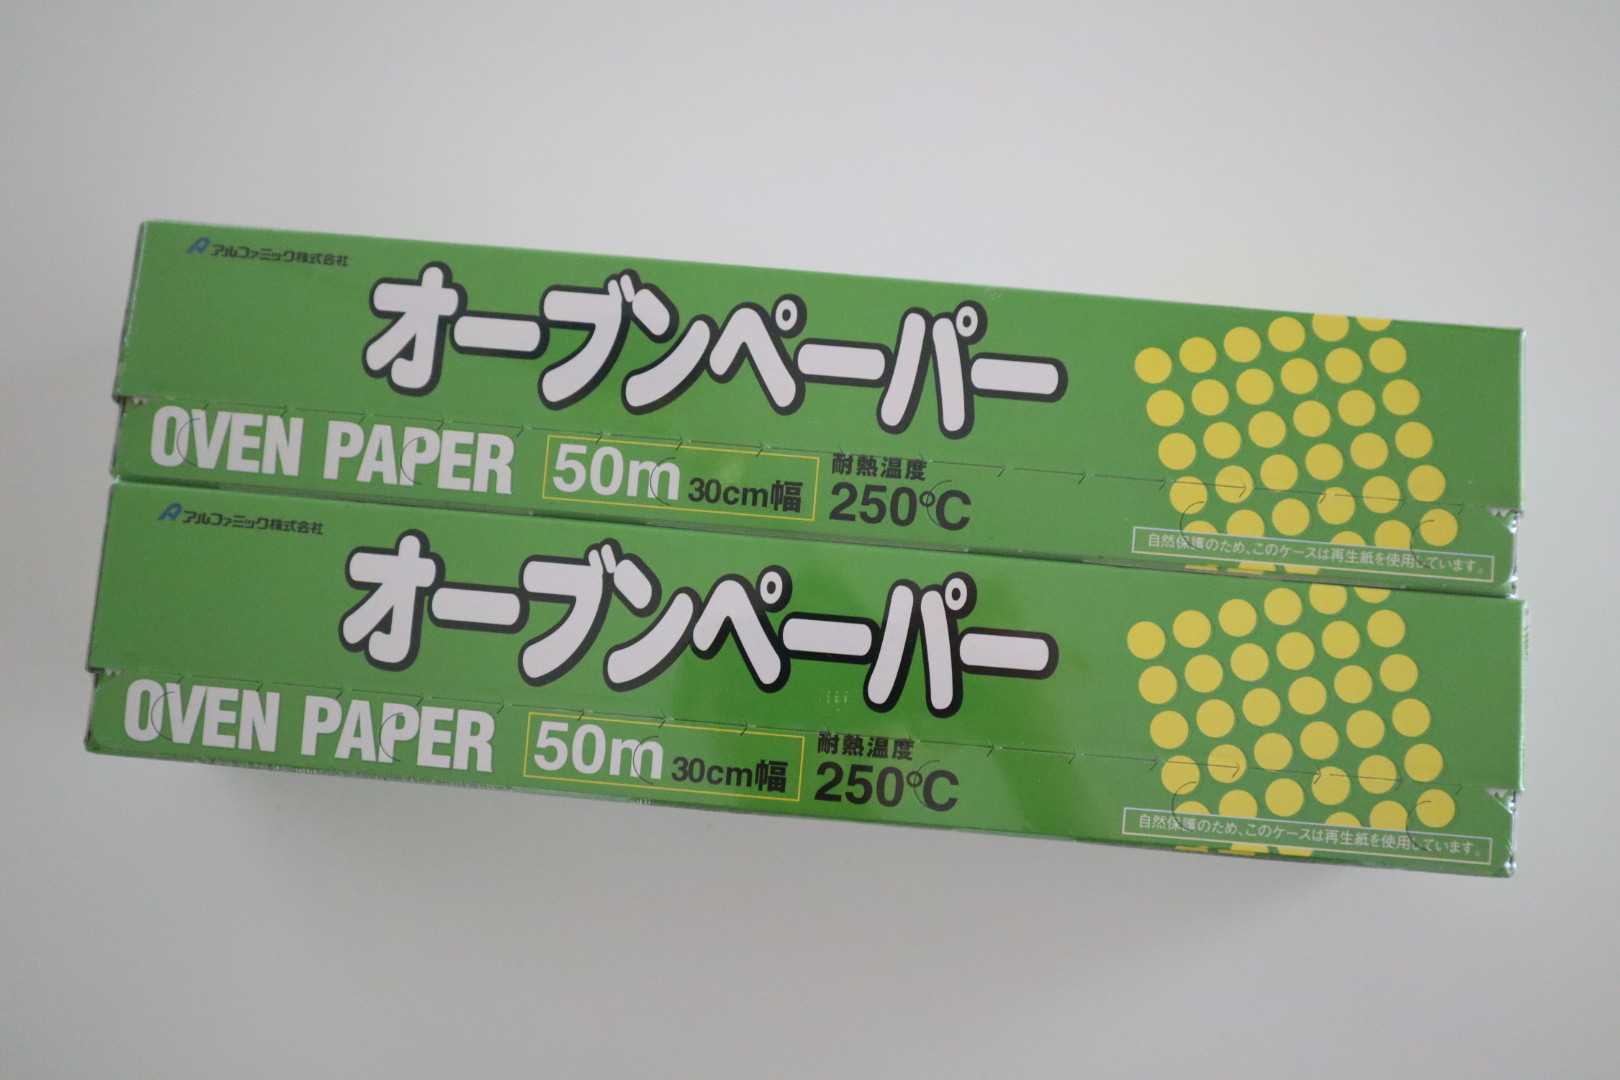 アルファミック株式会社
オーブンペーパー
OVEN PAPER
50m 30cm幅
耐熱温度
250℃
自然保護のため、このケースは再生紙を使用しています。
アルファミック株式会社
オーブンペーパー
OVEN PAPER
50m 30cm幅
耐熱温度
250℃
自然保護のため、このケースは再生紙を使用しています。